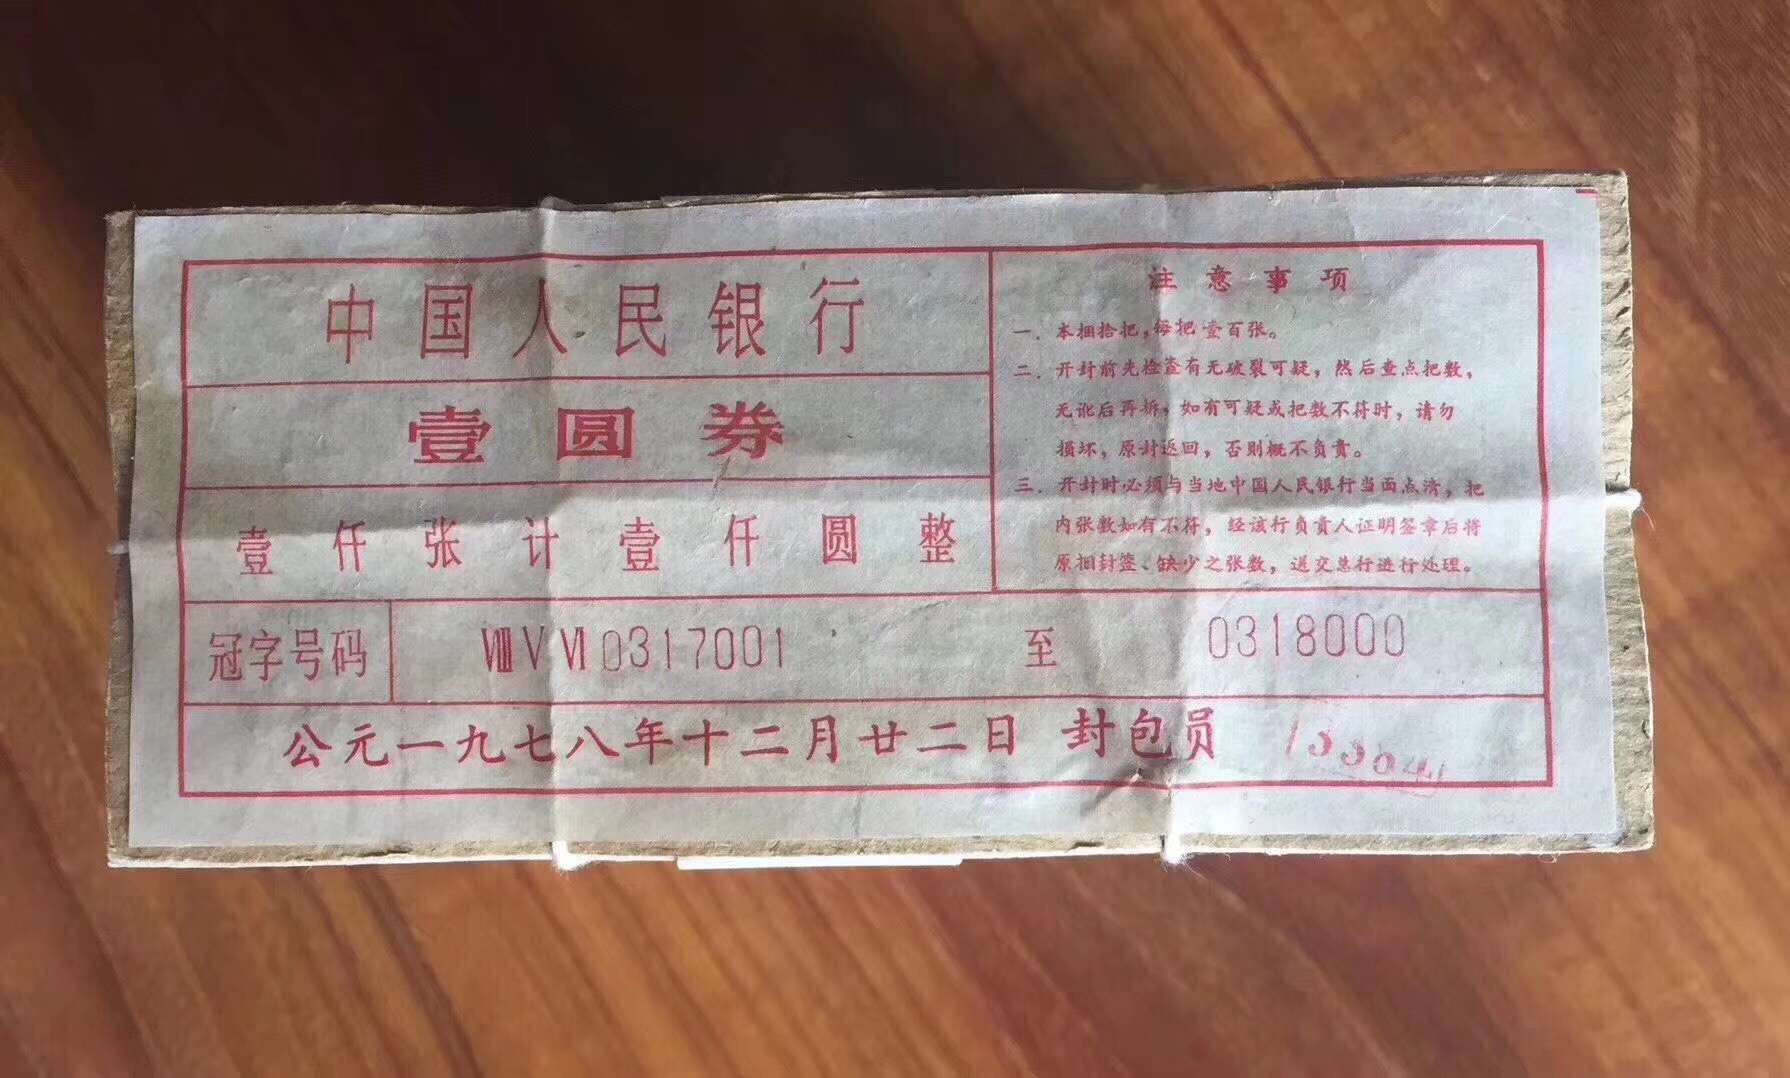 中国人民银行
壹圆券
壹仟张计壹仟圆整
注意事项
一．本捆拾把，每把壹百张。
二．开封前先检查有无破裂可疑，然后查点把数，
无讹后再拆，如有可疑或把数不符时，请勿
损坏，原封返回，否则概不负责。
三．开封时必须与当地中国人民银行当面点清，把
内张数如有不符，经该行负责人证明签章后将
原捆封签、缺少之张数，送交总行进行处理。
冠字号码 ⅧⅤⅥ0317001 至 0318000
公元一九七八年十二月廿二日 封包员